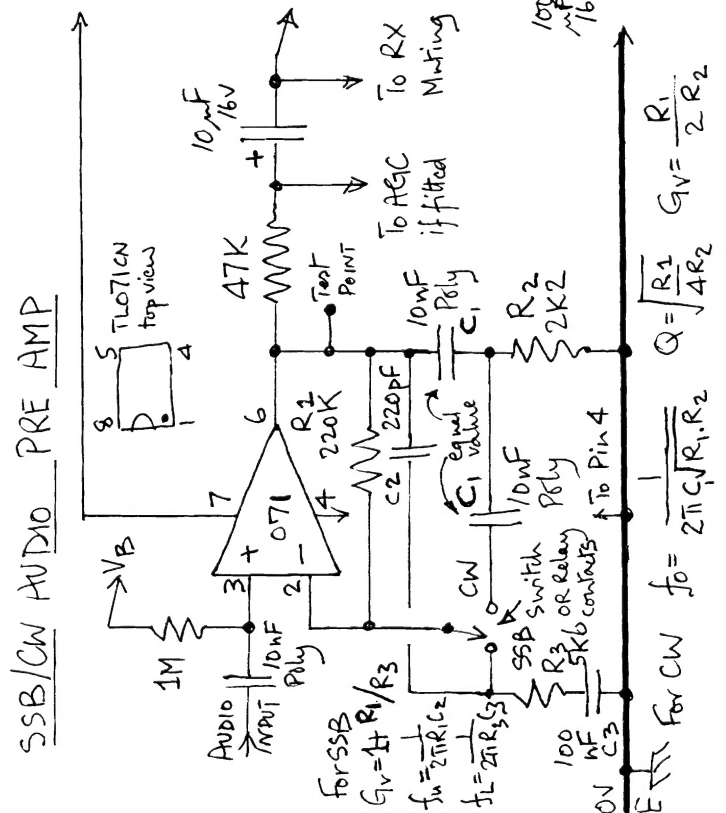 SSB/CW AUDIO PRE AMP
8 5
1 4
TL071CN
top view
VB
1M
AUDIO
INPUT
10nF
Poly
3
2
+
-
071
7
4
6
R1
220K
47K
+
10µF
16V
To AGC
if fitted
To RX
Muting
Test
POINT
C2 220pF
10nF
Poly
C1
equal
value
C1
10nF
Poly
R2
2K2
CW
SSB
Switch
OR Relay
contacts
R3
5K6
100
nF
C3
To Pin 4
For SSB
Gv=1+R1/R3
fH=1/2πR1C2
fL=1/2πR3C3
0V
E
For CW
f0=1/2πC1√R1.R2
Q=√R1/4R2
Gv=R1/2R2
100
µF
16